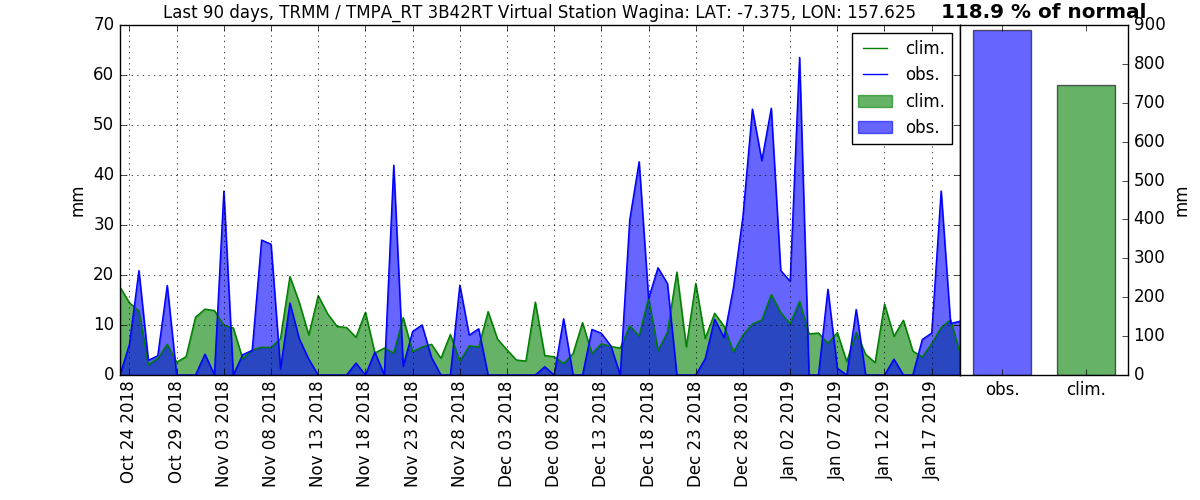 Last 90 days, TRMM / TMPA_RT 3B42RT Virtual Station Wagina: LAT: -7.375, LON: 157.625
118.9 % of normal
70
60
50
40
30
20
10
0
mm
clim.
obs.
clim.
obs.
Oct 24 2018
Oct 29 2018
Nov 03 2018
Nov 08 2018
Nov 13 2018
Nov 18 2018
Nov 23 2018
Nov 28 2018
Dec 03 2018
Dec 08 2018
Dec 13 2018
Dec 18 2018
Dec 23 2018
Dec 28 2018
Jan 02 2019
Jan 07 2019
Jan 12 2019
Jan 17 2019
900
800
700
600
500
400
300
200
100
0
mm
obs.
clim.